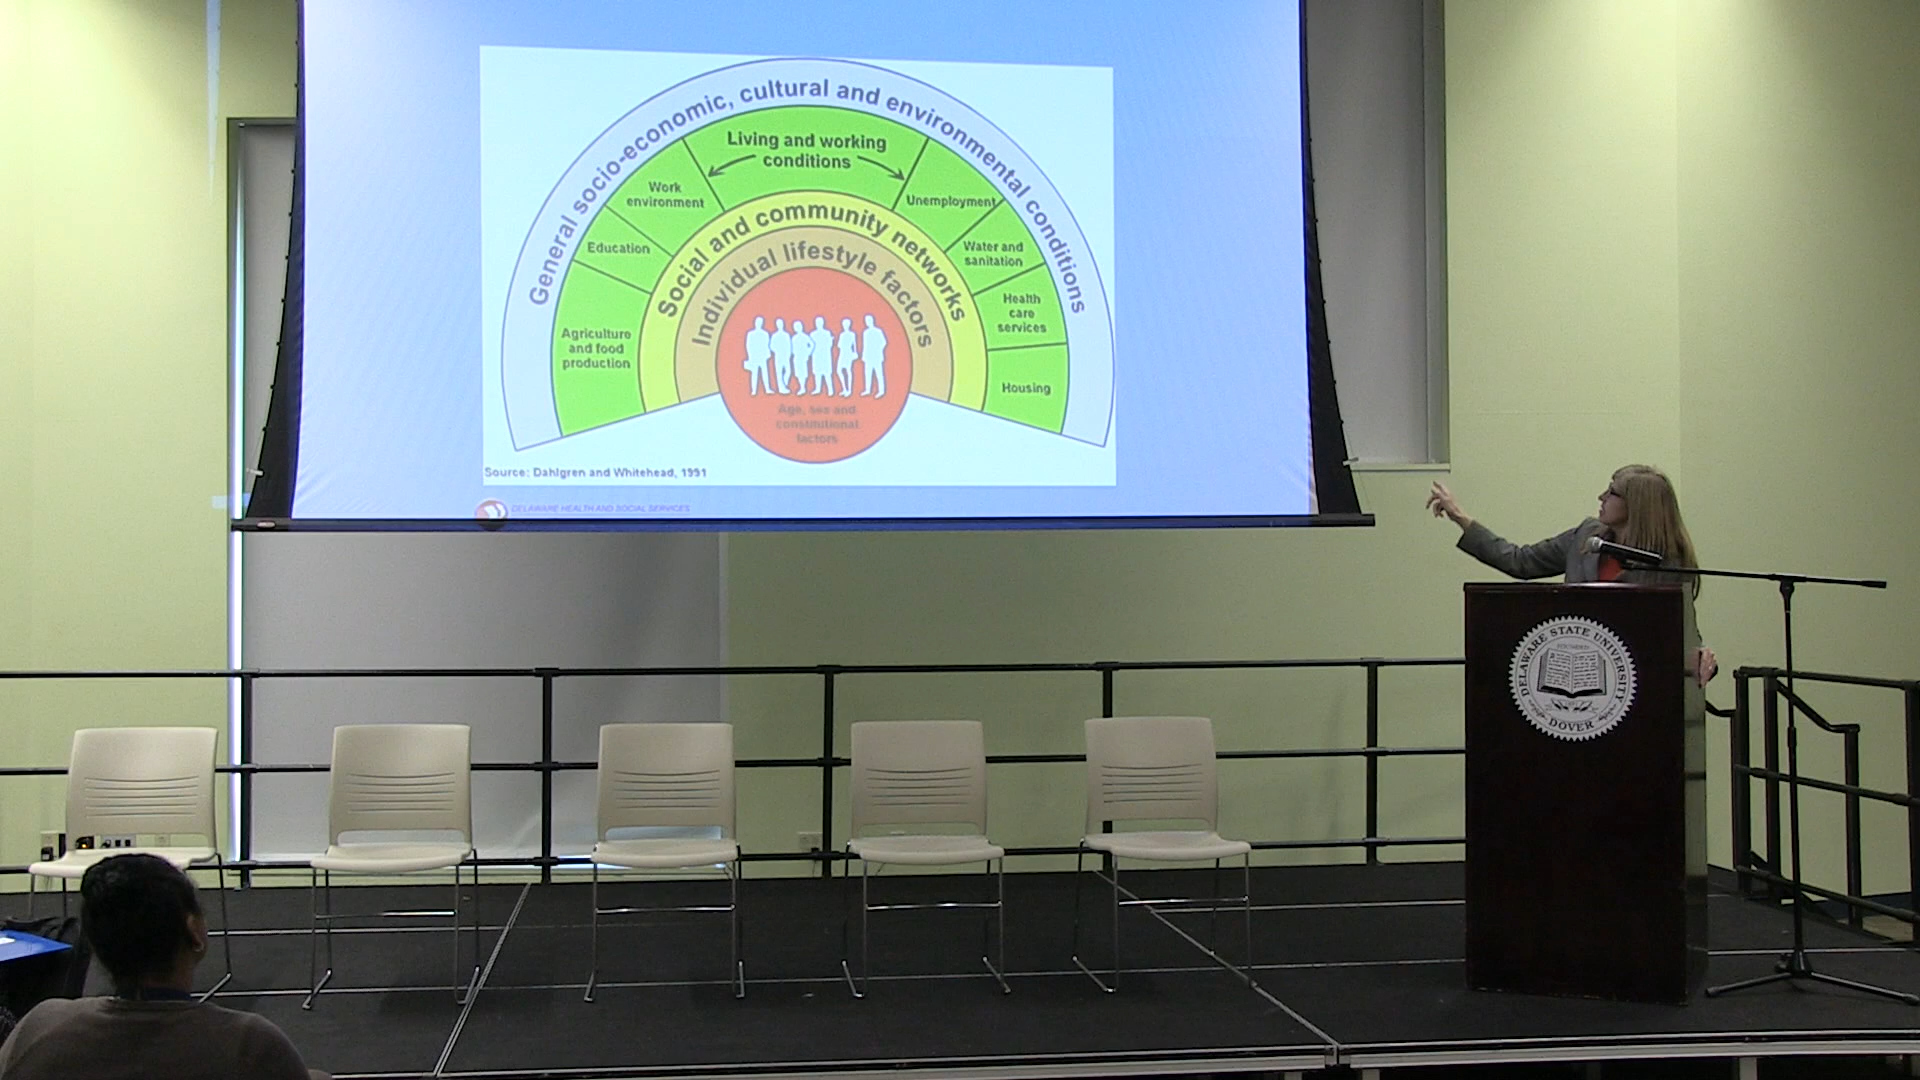 General socio-economic, cultural and environmental conditions
Living and working
conditions
Work
environment
Unemployment
Education
Water and
sanitation
Agriculture
and food
production
Health
care
services
Housing
Social and community networks
Individual lifestyle factors
Age, sex and
constitutional
factors
Source: Dahlgren and Whitehead, 1991
DELAWARE HEALTH AND SOCIAL SERVICES
DELAWARE STATE UNIVERSITY
DOVER